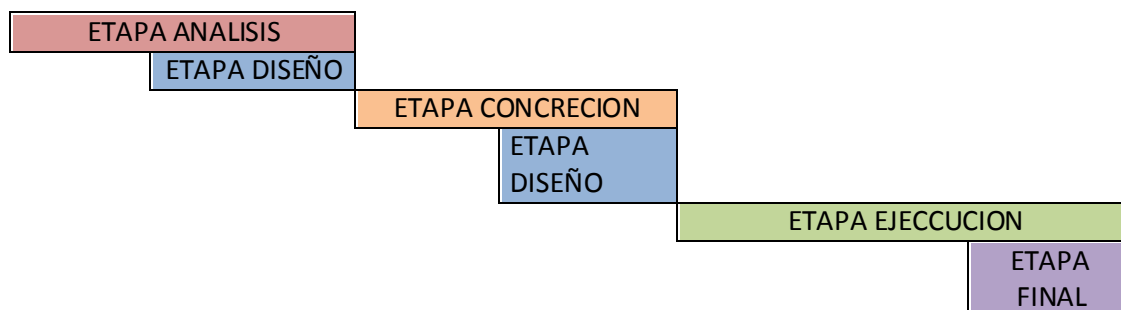 ETAPA ANALISIS
ETAPA DISEÑO
ETAPA CONCRECION
ETAPA
DISEÑO
ETAPA EJECCUCION
ETAPA
FINAL